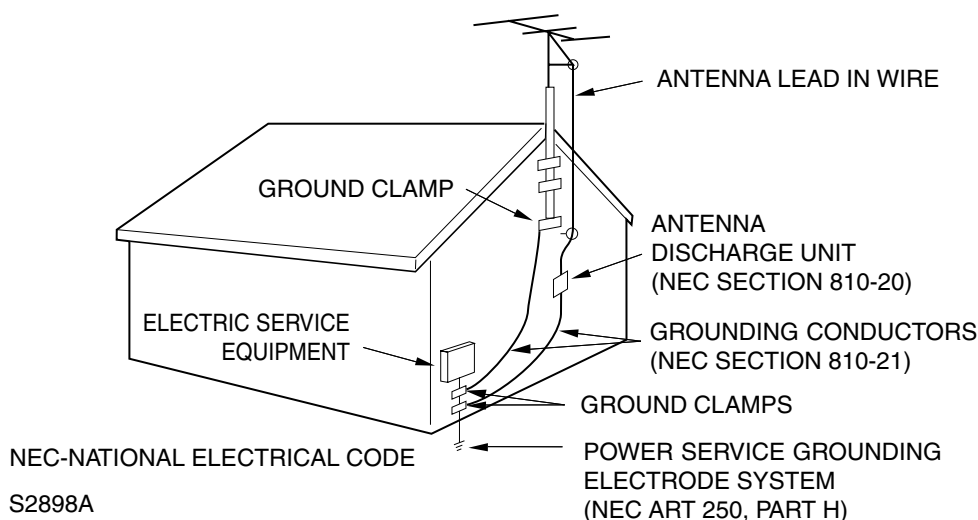 ANTENNA LEAD IN WIRE
GROUND CLAMP
ANTENNA
DISCHARGE UNIT
(NEC SECTION 810-20)
ELECTRIC SERVICE
EQUIPMENT
GROUNDING CONDUCTORS
(NEC SECTION 810-21)
GROUND CLAMPS
NEC-NATIONAL ELECTRICAL CODE
POWER SERVICE GROUNDING
ELECTRODE SYSTEM
(NEC ART 250, PART H)
S2898A